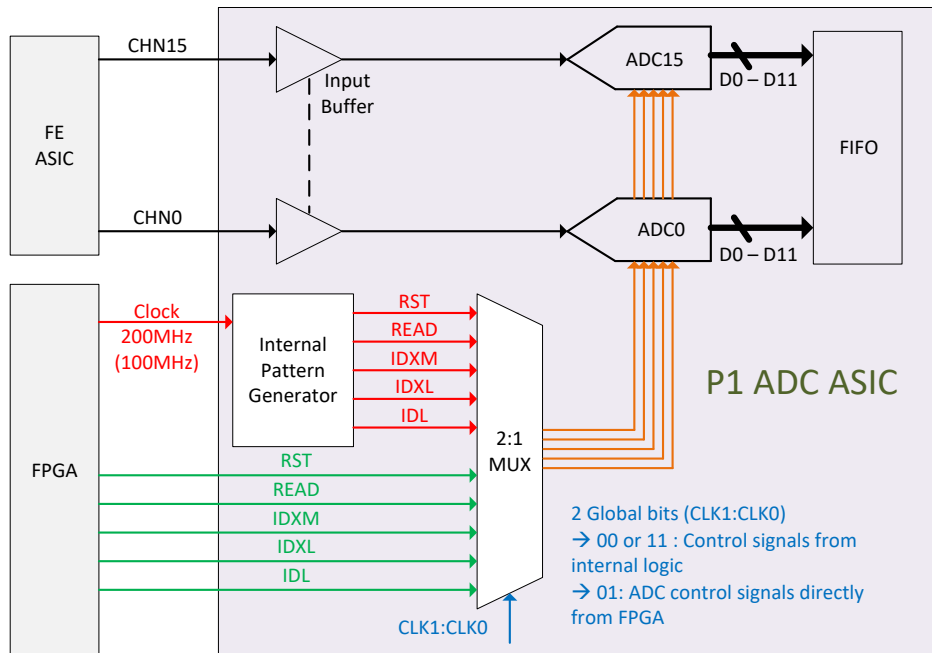 CHN15
FE
ASIC
Input
Buffer
ADC15
D0 – D11
FIFO
CHN0
ADC0
D0 – D11
FPGA
Clock
200MHz
(100MHz)
Internal
Pattern
Generator
RST
READ
IDXM
IDXL
IDL
2:1
MUX
P1 ADC ASIC
RST
READ
IDXM
IDXL
IDL
CLK1:CLK0
2 Global bits (CLK1:CLK0)
→ 00 or 11 : Control signals from
internal logic
→ 01: ADC control signals directly
from FPGA